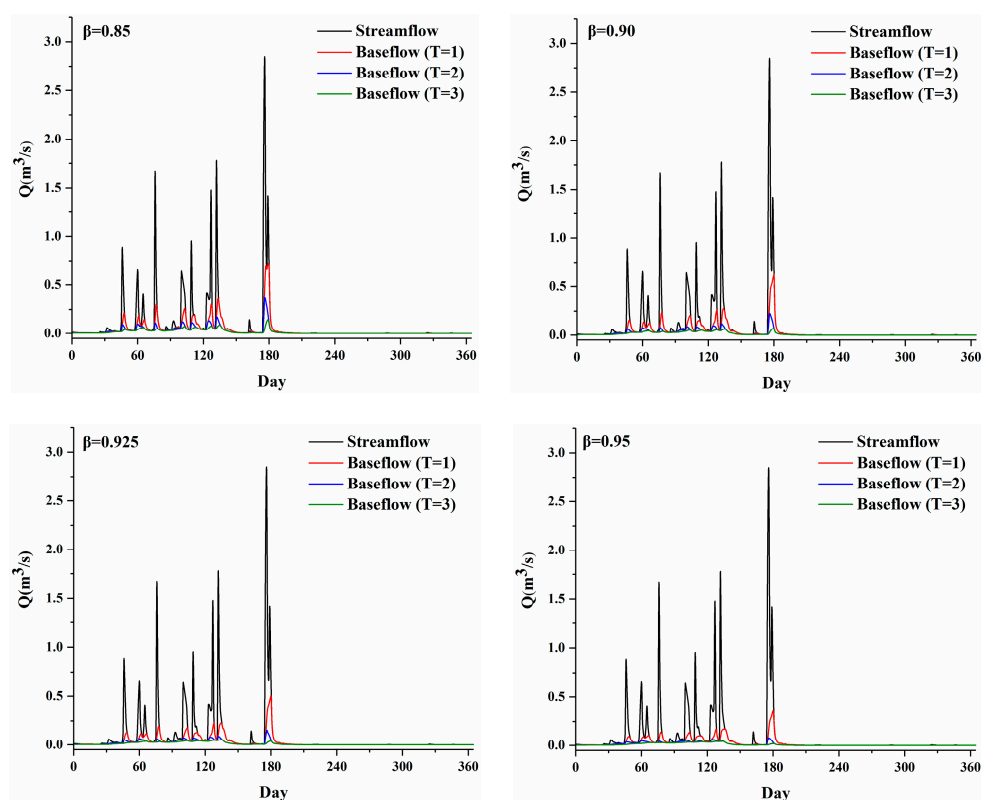 β=0.85
Streamflow
Baseflow (T=1)
Baseflow (T=2)
Baseflow (T=3)
3.0
2.5
2.0
1.5
1.0
0.5
0.0
Q(m³/s)
0 60 120 180 240 300 360
Day
β=0.90
Streamflow
Baseflow (T=1)
Baseflow (T=2)
Baseflow (T=3)
3.0
2.5
2.0
1.5
1.0
0.5
0.0
Q(m³/s)
0 60 120 180 240 300 360
Day
β=0.925
Streamflow
Baseflow (T=1)
Baseflow (T=2)
Baseflow (T=3)
3.0
2.5
2.0
1.5
1.0
0.5
0.0
Q(m³/s)
0 60 120 180 240 300 360
Day
β=0.95
Streamflow
Baseflow (T=1)
Baseflow (T=2)
Baseflow (T=3)
3.0
2.5
2.0
1.5
1.0
0.5
0.0
Q(m³/s)
0 60 120 180 240 300 360
Day